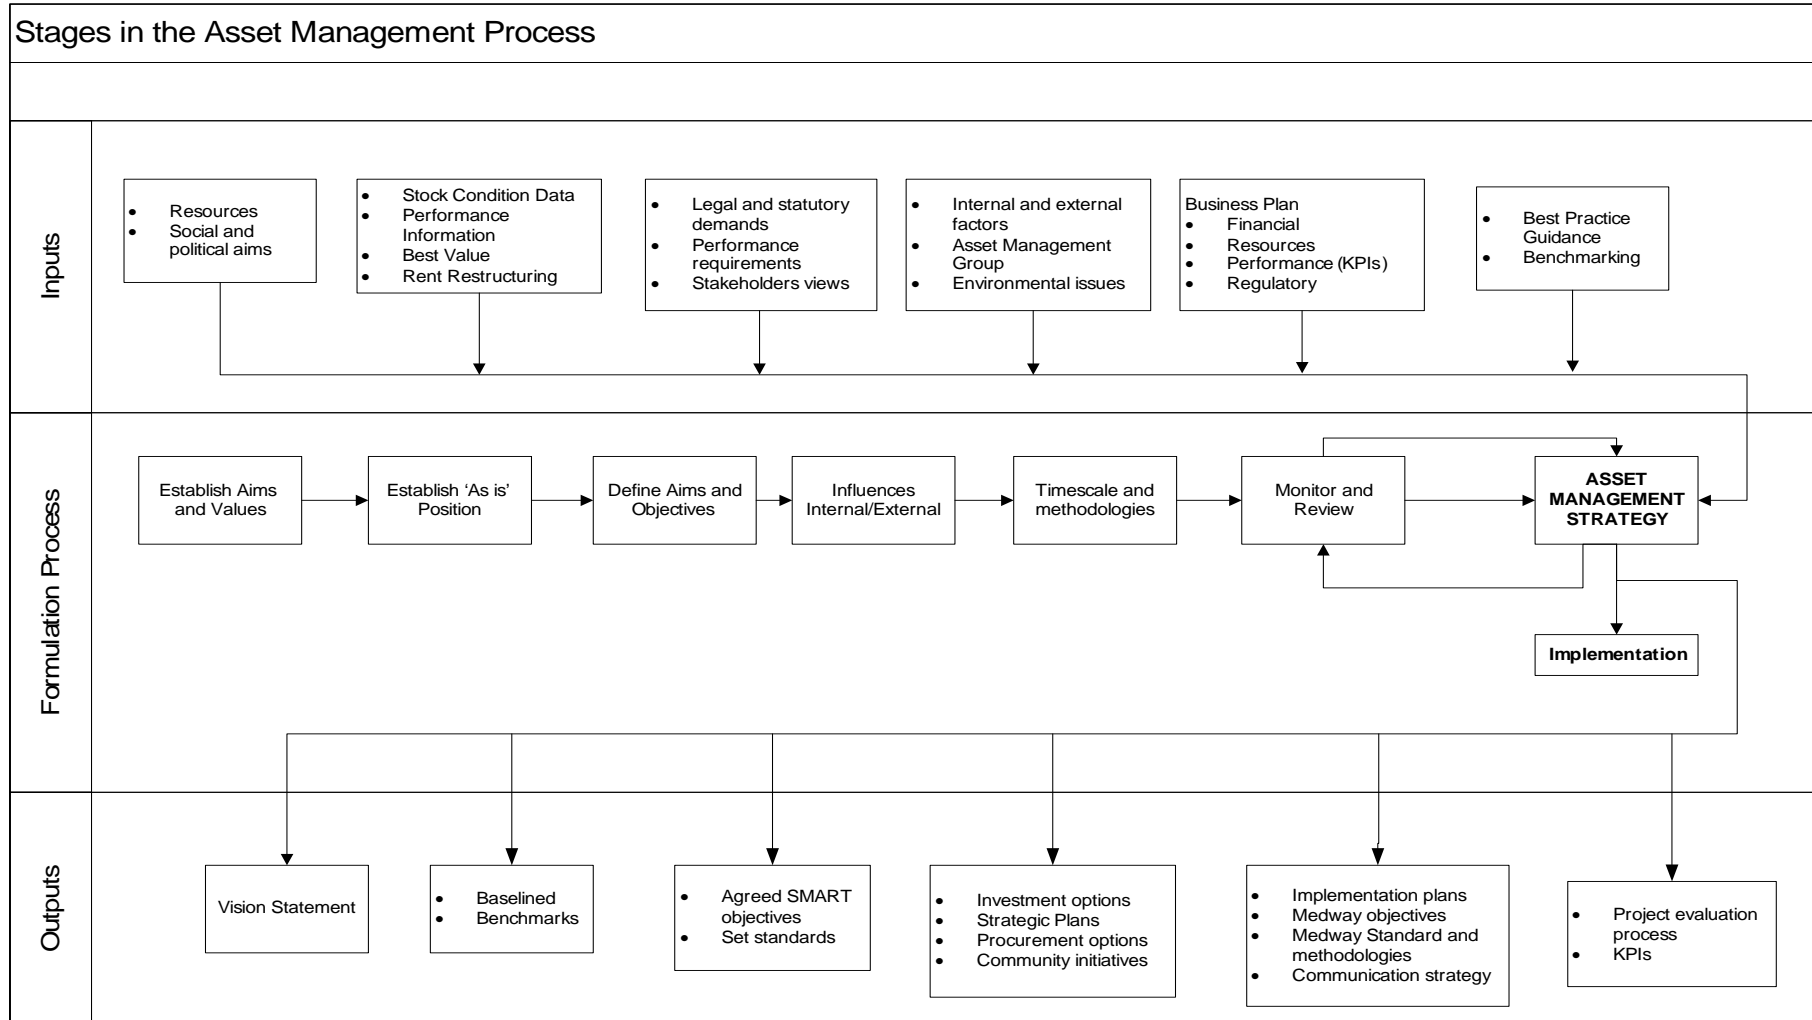 Stages in the Asset Management Process
Inputs
• Resources
• Social and
political aims
• Stock Condition Data
• Performance
Information
• Best Value
• Rent Restructuring
• Legal and statutory
demands
• Performance
requirements
• Stakeholders views
• Internal and external
factors
• Asset Management
Group
• Environmental issues
Business Plan
• Financial
• Resources
• Performance (KPIs)
• Regulatory
• Best Practice
Guidance
• Benchmarking
Formulation Process
Establish Aims
and Values
Establish ‘As is’
Position
Define Aims and
Objectives
Influences
Internal/External
Timescale and
methodologies
Monitor and
Review
ASSET
MANAGEMENT
STRATEGY
Implementation
Outputs
Vision Statement
• Baselined
• Benchmarks
• Agreed SMART
objectives
• Set standards
• Investment options
• Strategic Plans
• Procurement options
• Community initiatives
• Implementation plans
• Medway objectives
• Medway Standard and
methodologies
• Communication strategy
• Project evaluation
process
• KPIs